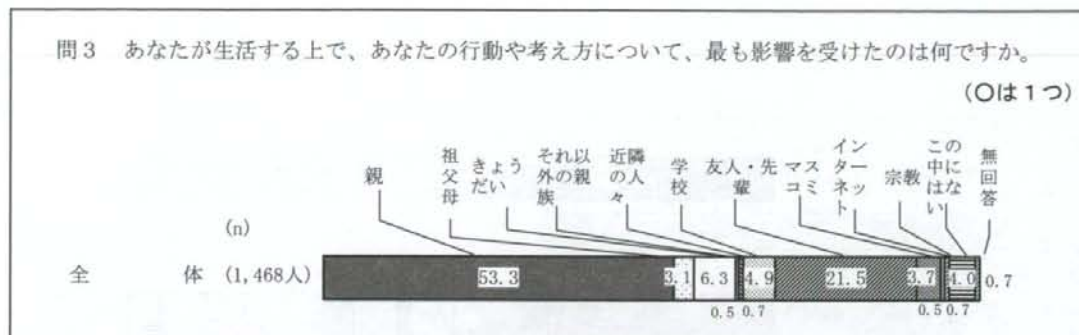 問3 あなたが生活する上で、あなたの行動や考え方について、最も影響を受けたのは何ですか。
(○は1つ)
親
祖父母
きょうだい
それ以外の親族
近隣の人々
学校
友人・先輩
マスコミ
インターネット
宗教
この中にはない
無回答
(n)
全体 (1,468人)
53.3 3.1 6.3 4.9 21.5 3.7 4.0 0.7
0.5 0.7 0.5 0.7